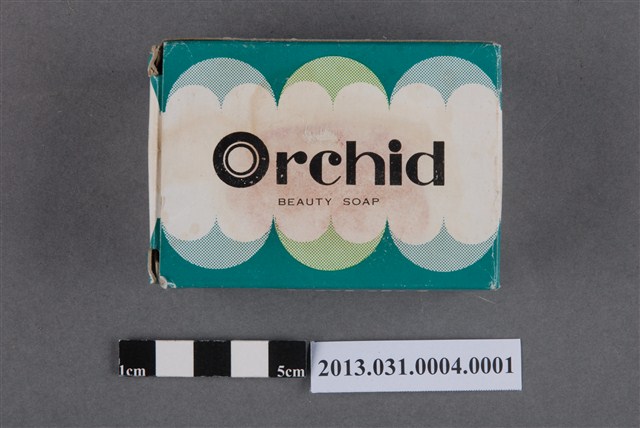 Orchid
BEAUTY SOAP
1cm 5cm
2013.031.0004.0001